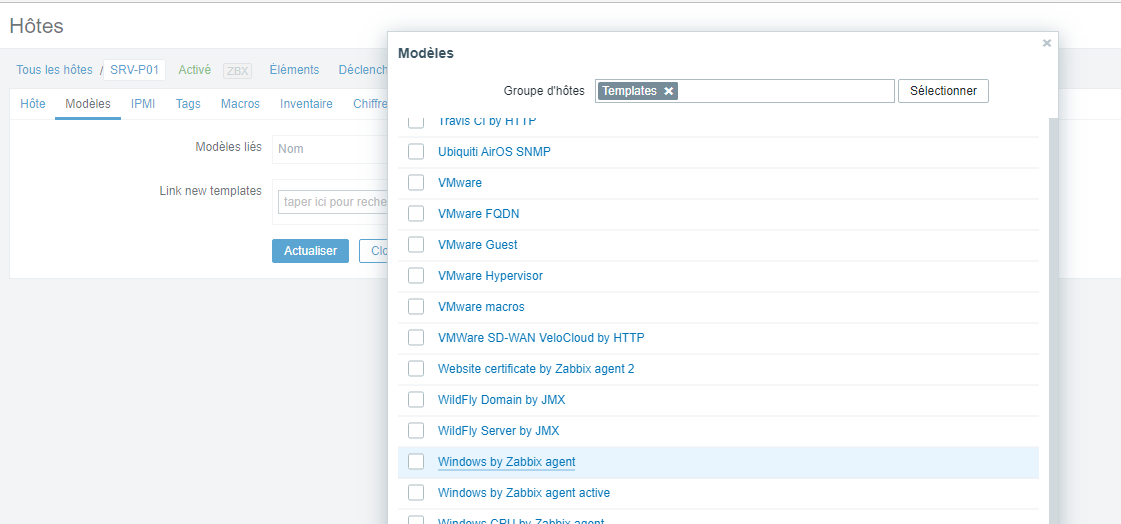 Hôtes
Tous les hôtes / SRV-P01 Activé ZBX Éléments Déclench
Hôte Modèles IPMI Tags Macros Inventaire Chiffre
Modèles liés Nom
Link new templates taper ici pour reche
Actualiser Clo
Modèles ×
Groupe d'hôtes Templates × Sélectionner
Travis CI by HTTP
Ubiquiti AirOS SNMP
VMware
VMware FQDN
VMware Guest
VMware Hypervisor
VMware macros
VMWare SD-WAN VeloCloud by HTTP
Website certificate by Zabbix agent 2
WildFly Domain by JMX
WildFly Server by JMX
Windows by Zabbix agent
Windows by Zabbix agent active
Windows CPU by Zabbix agent